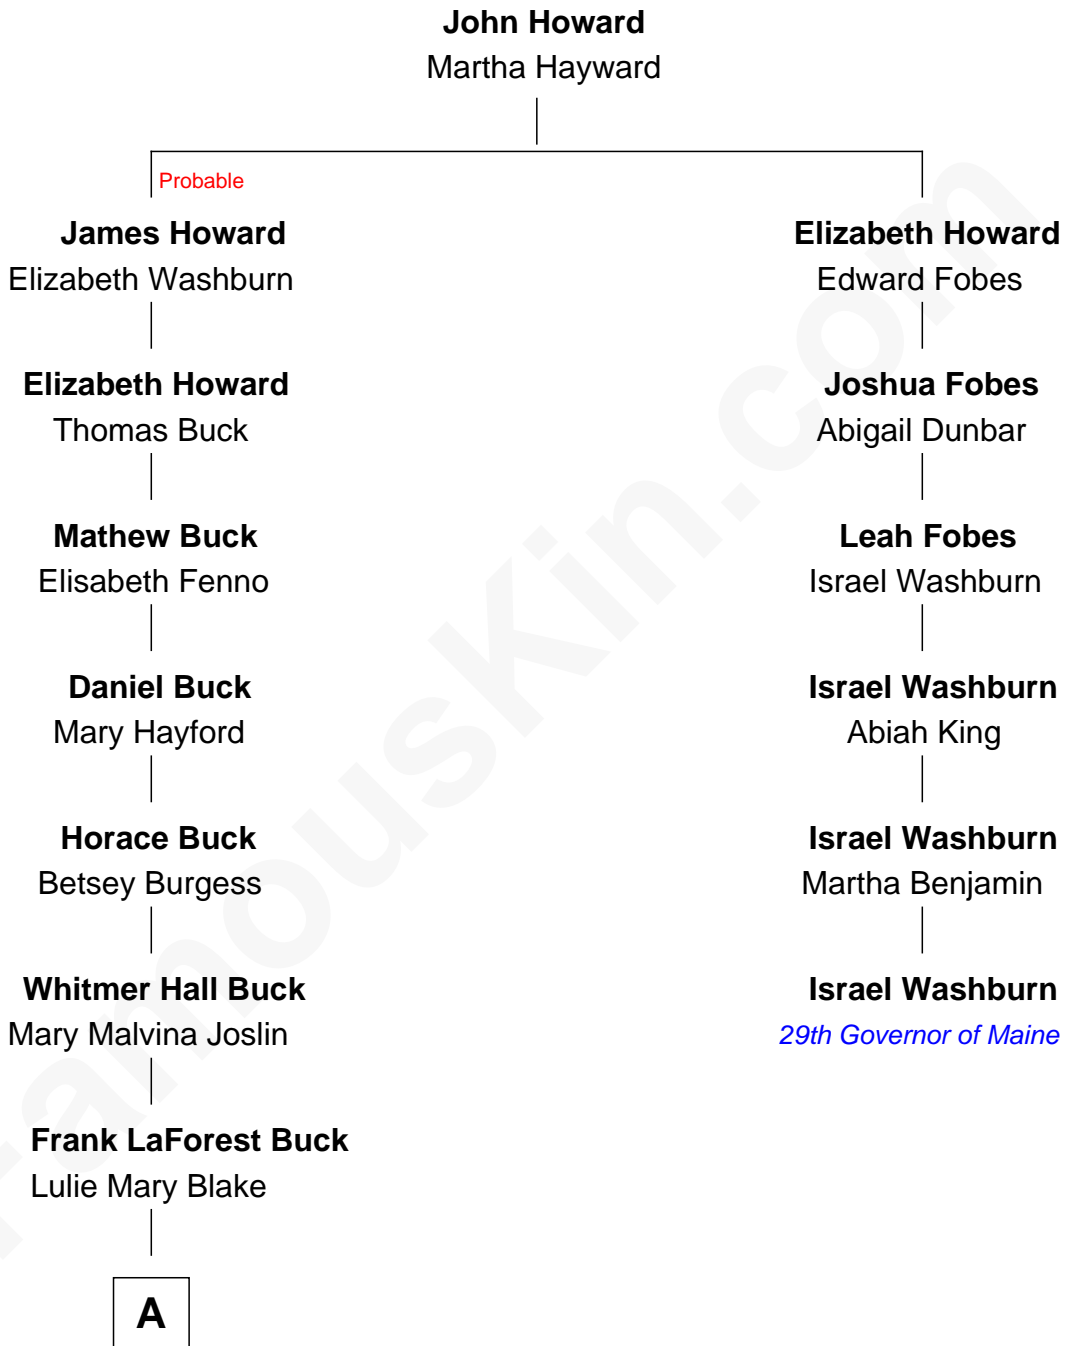 John Howard
Martha Hayward
Probable
James Howard
Elizabeth Washburn
Elizabeth Howard
Edward Fobes
Elizabeth Howard
Thomas Buck
Joshua Fobes
Abigail Dunbar
Mathew Buck
Elisabeth Fenno
Leah Fobes
Israel Washburn
Daniel Buck
Mary Hayford
Israel Washburn
Abiah King
Horace Buck
Betsey Burgess
Israel Washburn
Martha Benjamin
Whitmer Hall Buck
Mary Malvina Joslin
Israel Washburn
29th Governor of Maine
Frank LaForest Buck
Lulie Mary Blake
A
FamousKin.com